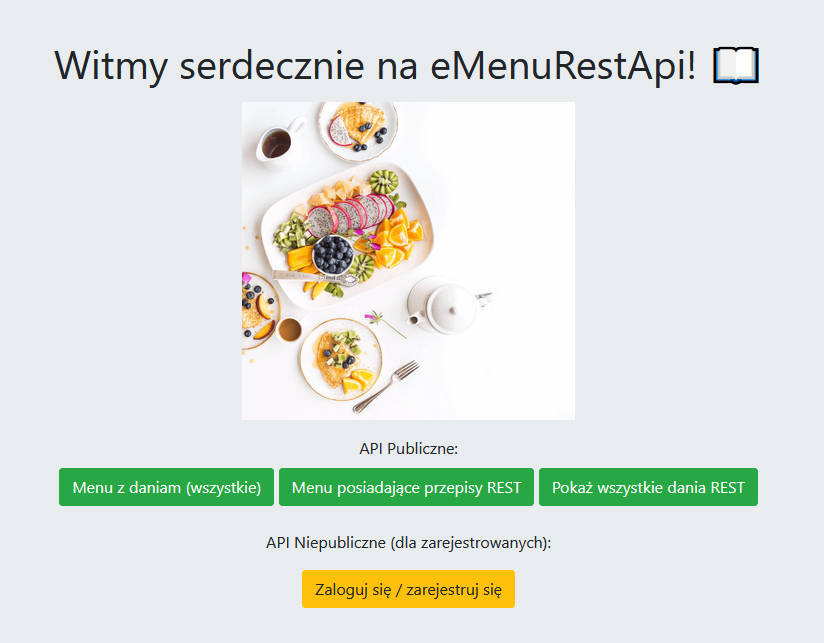 Witmy serdecznie na eMenuRestApi! 📖
API Publiczne:
Menu z daniam (wszystkie) Menu posiadające przepisy REST Pokaż wszystkie dania REST
API Niepubliczne (dla zarejestrowanych):
Zaloguj się / zarejestruj się